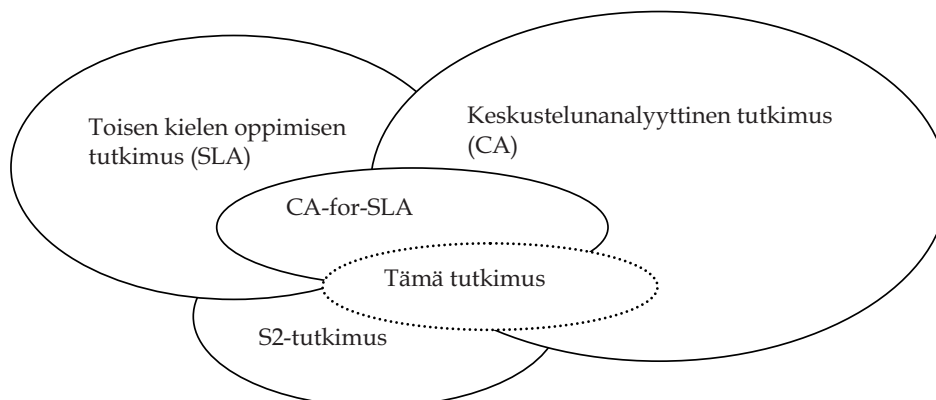 Toisen kielen oppimisen
tutkimus (SLA)
Keskustelunanalyyttinen tutkimus
(CA)
CA-for-SLA
Tämä tutkimus
S2-tutkimus